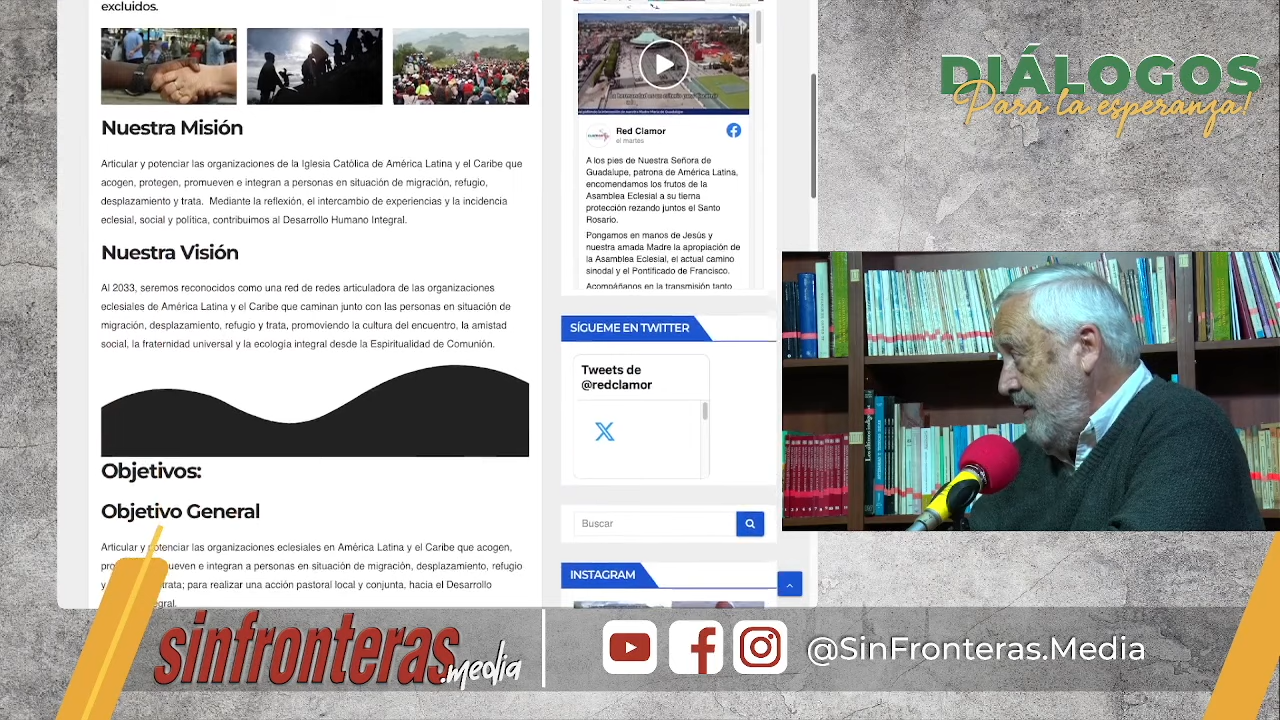 excluidos.
Nuestra Misión
Articular y potenciar las organizaciones de la Iglesia Católica de América Latina y el Caribe que
acogen, protegen, promueven e integran a personas en situación de migración, refugio,
desplazamiento y trata. Mediante la reflexión, el intercambio de experiencias y la incidencia
eclesial, social y política, contribuimos al Desarrollo Humano Integral.
Nuestra Visión
Al 2033, seremos reconocidos como una red de redes articuladora de las organizaciones
eclesiales de América Latina y el Caribe que caminan junto con las personas en situación de
migración, desplazamiento, refugio y trata, promoviendo la cultura del encuentro, la amistad
social, la fraternidad universal y la ecología integral desde la Espiritualidad de Comunión.
Objetivos:
Objetivo General
Articular y potenciar las organizaciones eclesiales en América Latina y el Caribe que acogen,
ueven e integran a personas en situación de migración, desplazamiento, refugio
trata; para realizar una acción pastoral local y conjunta, hacia el Desarrollo
egral.
Red Clamor
el martes
A los pies de Nuestra Señora de
Guadalupe, patrona de América Latina,
encomendamos los frutos de la
Asamblea Eclesial a su tierna
protección rezando juntos el Santo
Rosario.
Pongamos en manos de Jesús y
nuestra amada Madre la apropiación de
la Asamblea Eclesial, el actual camino
sinodal y el Pontificado de Francisco.
Acompáñanos en la transmisión tanto
SÍGUEME EN TWITTER
Tweets de
@redclamor
Buscar
INSTAGRAM
DIÁLOGOS
Para la esperanza!
sinfronteras
.media
@SinFronteras.Media